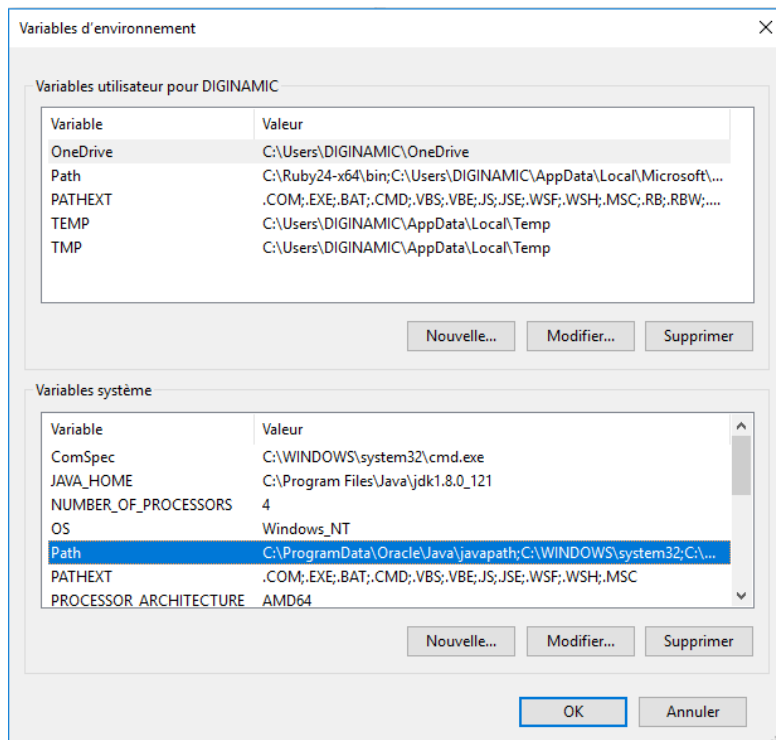 Variables d'environnement
Variables utilisateur pour DIGINAMIC
Variable Valeur
OneDrive C:\Users\DIGINAMIC\OneDrive
Path C:\Ruby24-x64\bin;C:\Users\DIGINAMIC\AppData\Local\Microsoft\...
PATHEXT .COM;.EXE;.BAT;.CMD;.VBS;.VBE;.JS;.JSE;.WSF;.WSH;.MSC;.RB;.RBW;....
TEMP C:\Users\DIGINAMIC\AppData\Local\Temp
TMP C:\Users\DIGINAMIC\AppData\Local\Temp
Nouvelle... Modifier... Supprimer
Variables système
Variable Valeur
ComSpec C:\WINDOWS\system32\cmd.exe
JAVA_HOME C:\Program Files\Java\jdk1.8.0_121
NUMBER_OF_PROCESSORS 4
OS Windows_NT
Path C:\ProgramData\Oracle\Java\javapath;C:\WINDOWS\system32;C:\...
PATHEXT .COM;.EXE;.BAT;.CMD;.VBS;.VBE;.JS;.JSE;.WSF;.WSH;.MSC
PROCESSOR_ARCHITECTURE AMD64
Nouvelle... Modifier... Supprimer
OK Annuler